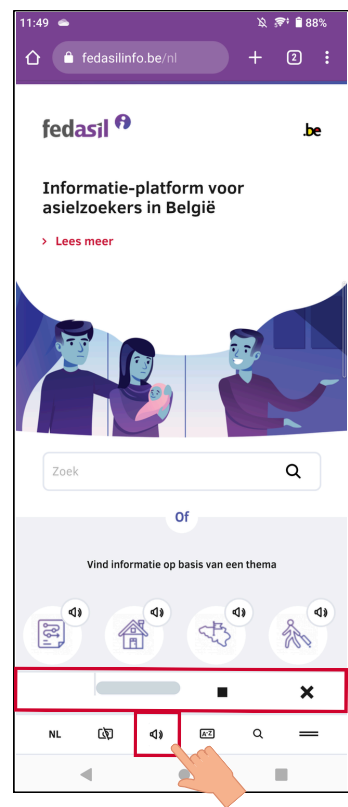 11:49 88%
fedasilinfo.be/nl 2
fedasil i
.be
Informatie-platform voor
asielzoekers in België
> Lees meer
Zoek
Of
Vind informatie op basis van een thema
NL A-Z